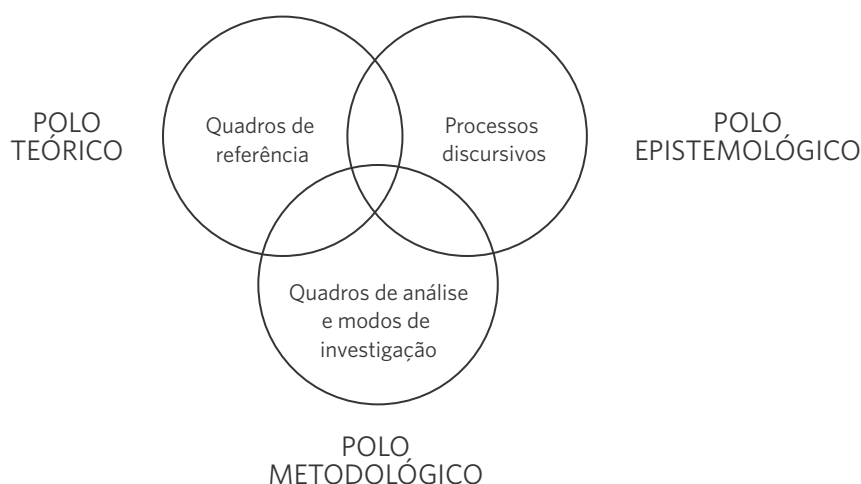 POLO
TEÓRICO
Quadros de
referência
Processos
discursivos
POLO
EPISTEMOLÓGICO
Quadros de análise
e modos de
investigação
POLO
METODOLÓGICO